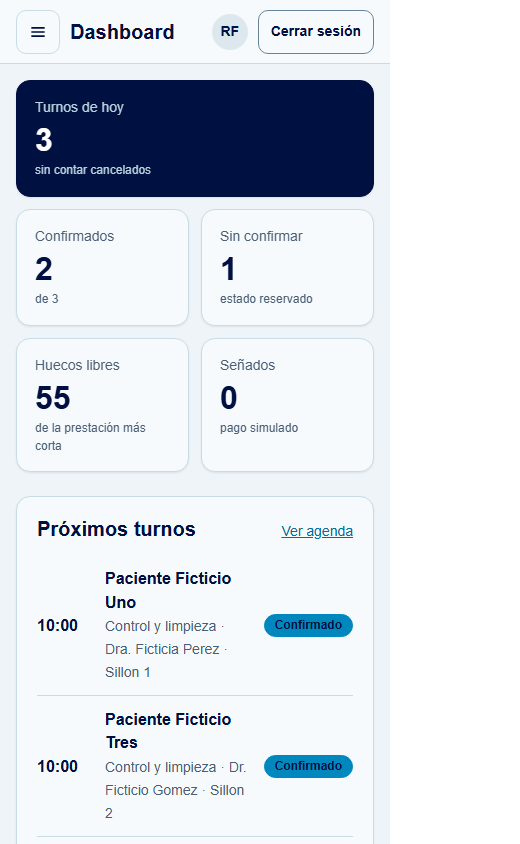 Dashboard
RF
Cerrar sesión
Turnos de hoy
3
sin contar cancelados
Confirmados
2
de 3
Sin confirmar
1
estado reservado
Huecos libres
55
de la prestación más
corta
Señados
0
pago simulado
Próximos turnos
Ver agenda
10:00
Paciente Ficticio
Uno
Control y limpieza ·
Dra. Ficticia Perez ·
Sillon 1
Confirmado
10:00
Paciente Ficticio
Tres
Control y limpieza · Dr.
Ficticio Gomez · Sillon
2
Confirmado